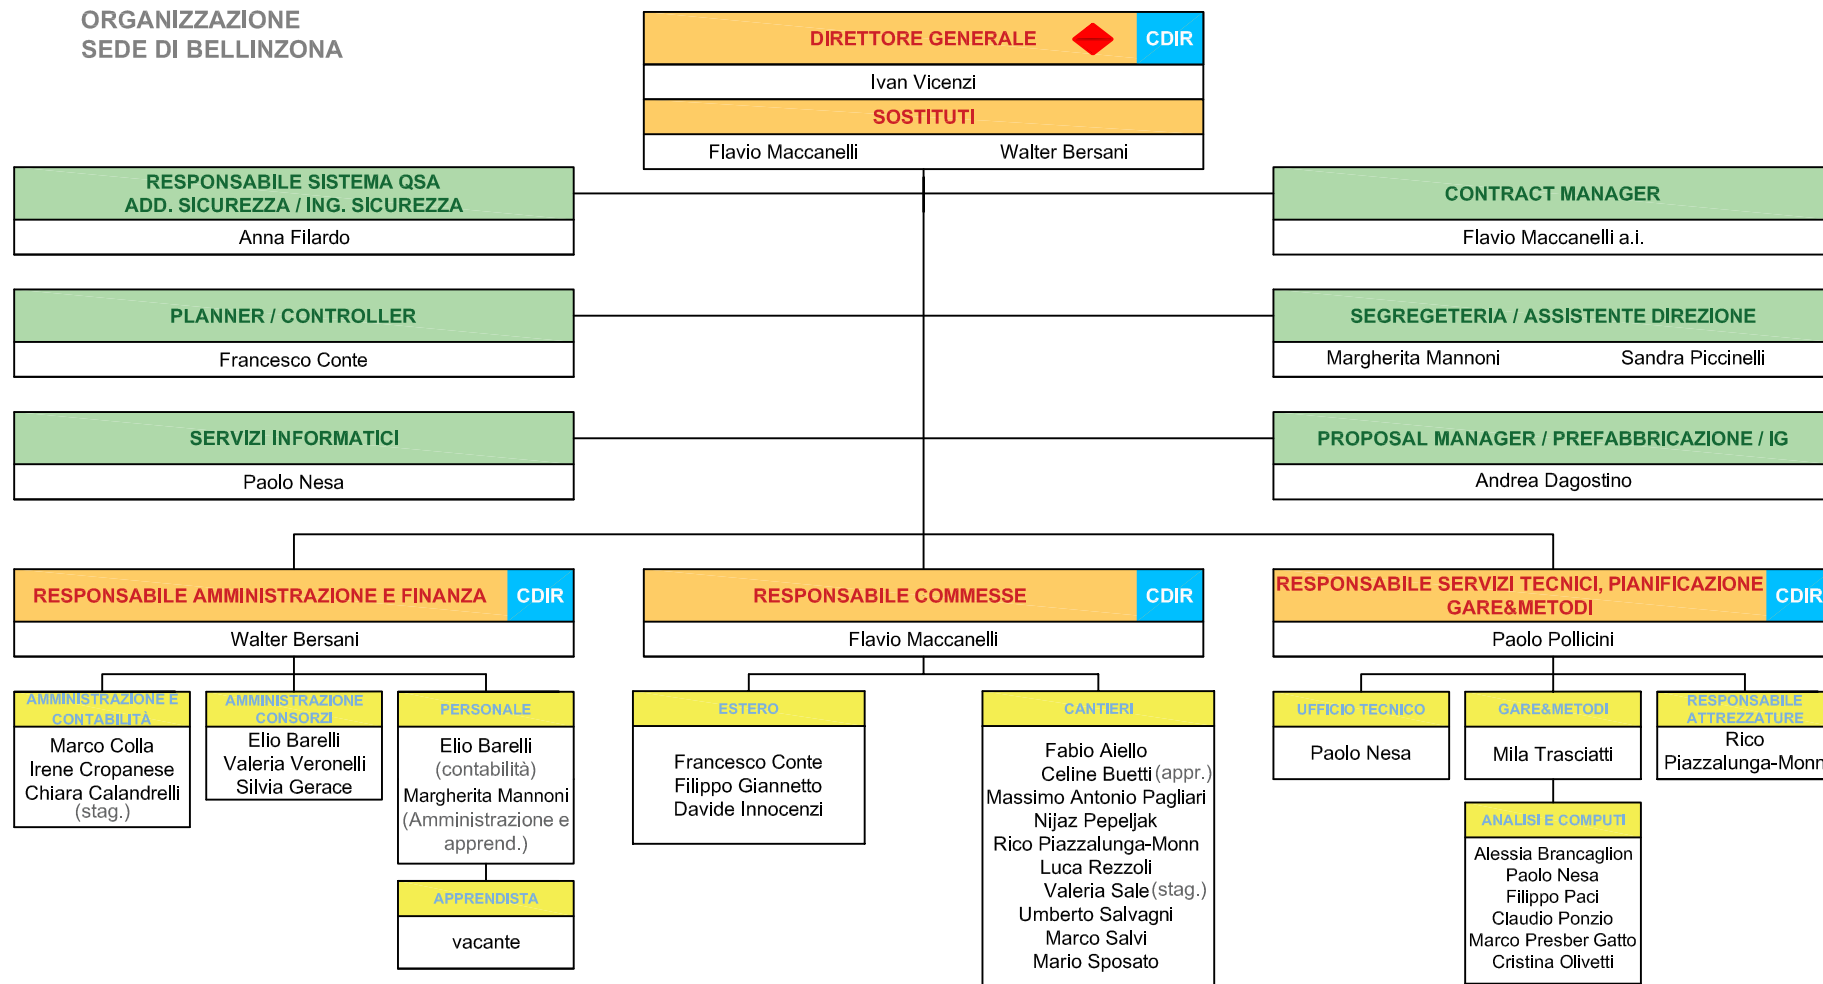 ORGANIZZAZIONE
SEDE DI BELLINZONA
DIRETTORE GENERALE
CDIR
Ivan Vicenzi
SOSTITUTI
Flavio Maccanelli
Walter Bersani
RESPONSABILE SISTEMA QSA
ADD. SICUREZZA / ING. SICUREZZA
Anna Filardo
CONTRACT MANAGER
Flavio Maccanelli a.i.
PLANNER / CONTROLLER
Francesco Conte
SEGREGETERIA / ASSISTENTE DIREZIONE
Margherita Mannoni
Sandra Piccinelli
SERVIZI INFORMATICI
Paolo Nesa
PROPOSAL MANAGER / PREFABBRICAZIONE / IG
Andrea Dagostino
RESPONSABILE AMMINISTRAZIONE E FINANZA
CDIR
Walter Bersani
AMMINISTRAZIONE E
CONTABILITÀ
Marco Colla
Irene Cropanese
Chiara Calandrelli
(stag.)
AMMINISTRAZIONE
CONSORZI
Elio Barelli
Valeria Veronelli
Silvia Gerace
PERSONALE
Elio Barelli
(contabilità)
Margherita Mannoni
(Amministrazione e
apprend.)
APPRENDISTA
vacante
RESPONSABILE COMMESSE
CDIR
Flavio Maccanelli
ESTERO
Francesco Conte
Filippo Giannetto
Davide Innocenzi
CANTIERI
Fabio Aiello
Celine Buetti (appr.)
Massimo Antonio Pagliari
Nijaz Pepeljak
Rico Piazzalunga-Monn
Luca Rezzoli
Valeria Sale (stag.)
Umberto Salvagni
Marco Salvi
Mario Sposato
RESPONSABILE SERVIZI TECNICI, PIANIFICAZIONE
GARE&METODI
CDIR
Paolo Pollicini
UFFICIO TECNICO
Paolo Nesa
GARE&METODI
Mila Trasciatti
ANALISI E COMPUTI
Alessia Brancaglion
Paolo Nesa
Filippo Paci
Claudio Ponzio
Marco Presber Gatto
Cristina Olivetti
RESPONSABILE
ATTREZZATURE
Rico
Piazzalunga-Monn